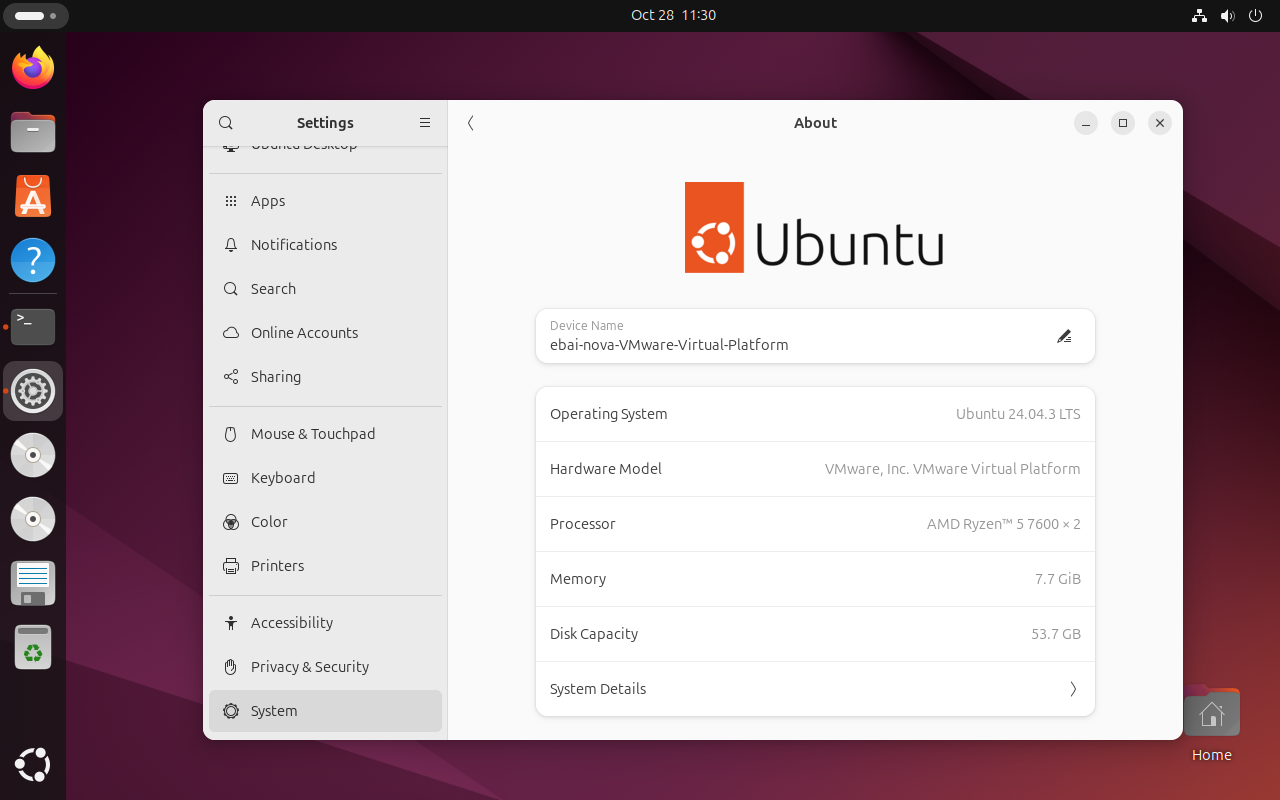 Oct 28 11:30
Settings
About
Ubuntu Desktop
Apps
Notifications
Search
Online Accounts
Sharing
Mouse & Touchpad
Keyboard
Color
Printers
Accessibility
Privacy & Security
System
Ubuntu
Device Name
ebai-nova-VMware-Virtual-Platform
Operating System Ubuntu 24.04.3 LTS
Hardware Model VMware, Inc. VMware Virtual Platform
Processor AMD Ryzen™ 5 7600 × 2
Memory 7.7 GiB
Disk Capacity 53.7 GB
System Details
Home